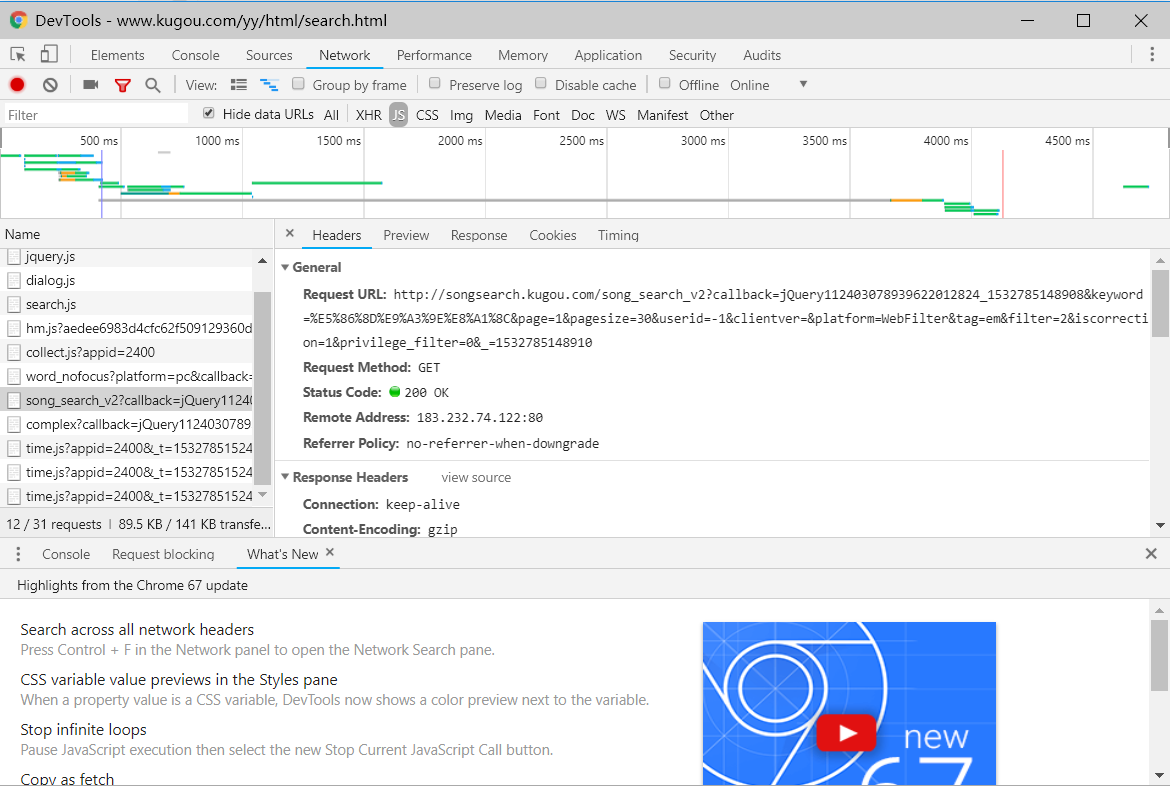 DevTools - www.kugou.com/yy/html/search.html
Elements Console Sources Network Performance Memory Application Security Audits
View: Group by frame Preserve log Disable cache Offline Online
Filter Hide data URLs All XHR JS CSS Img Media Font Doc WS Manifest Other
500 ms 1000 ms 1500 ms 2000 ms 2500 ms 3000 ms 3500 ms 4000 ms 4500 ms
Name
jquery.js
dialog.js
search.js
hm.js?aedee6983d4cfc62f509129360d
collect.js?appid=2400
word_nofocus?platform=pc&callback=
song_search_v2?callback=jQuery11240
complex?callback=jQuery1124030789
time.js?appid=2400&_t=15327851524
time.js?appid=2400&_t=15327851524
time.js?appid=2400&_t=15327851524
12 / 31 requests | 89.5 KB / 141 KB transfe...
Headers Preview Response Cookies Timing
General
Request URL: http://songsearch.kugou.com/song_search_v2?callback=jQuery112403078939622012824_1532785148908&keyword
=%E5%86%8D%E9%A3%9E%E8%A1%8C&page=1&pagesize=30&userid=-1&clientver=&platform=WebFilter&tag=em&filter=2&iscorrecti
on=1&privilege_filter=0&_=1532785148910
Request Method: GET
Status Code: 200 OK
Remote Address: 183.232.74.122:80
Referrer Policy: no-referrer-when-downgrade
Response Headers view source
Connection: keep-alive
Content-Encoding: gzip
Console Request blocking What's New
Highlights from the Chrome 67 update
Search across all network headers
Press Control + F in the Network panel to open the Network Search pane.
CSS variable value previews in the Styles pane
When a property value is a CSS variable, DevTools now shows a color preview next to the variable.
Stop infinite loops
Pause JavaScript execution then select the new Stop Current JavaScript Call button.
Copy as fetch
new
67